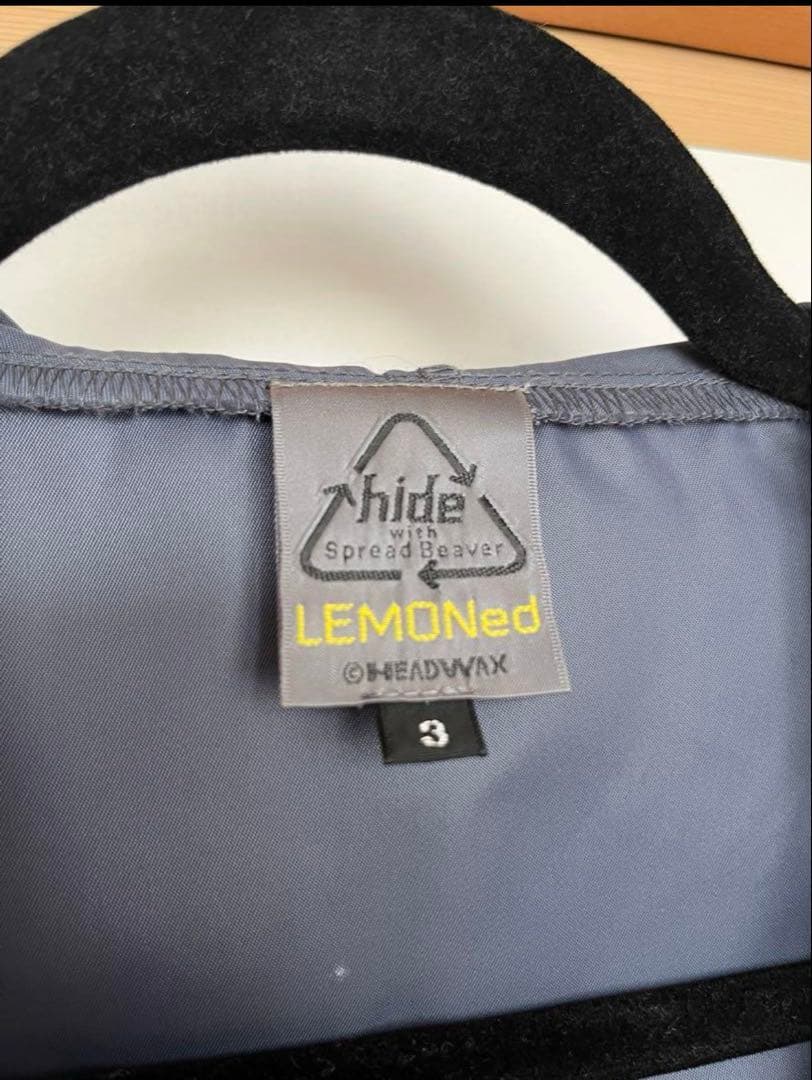 hide
with
Spread Beaver
LEMONed
©HEADWAX
3